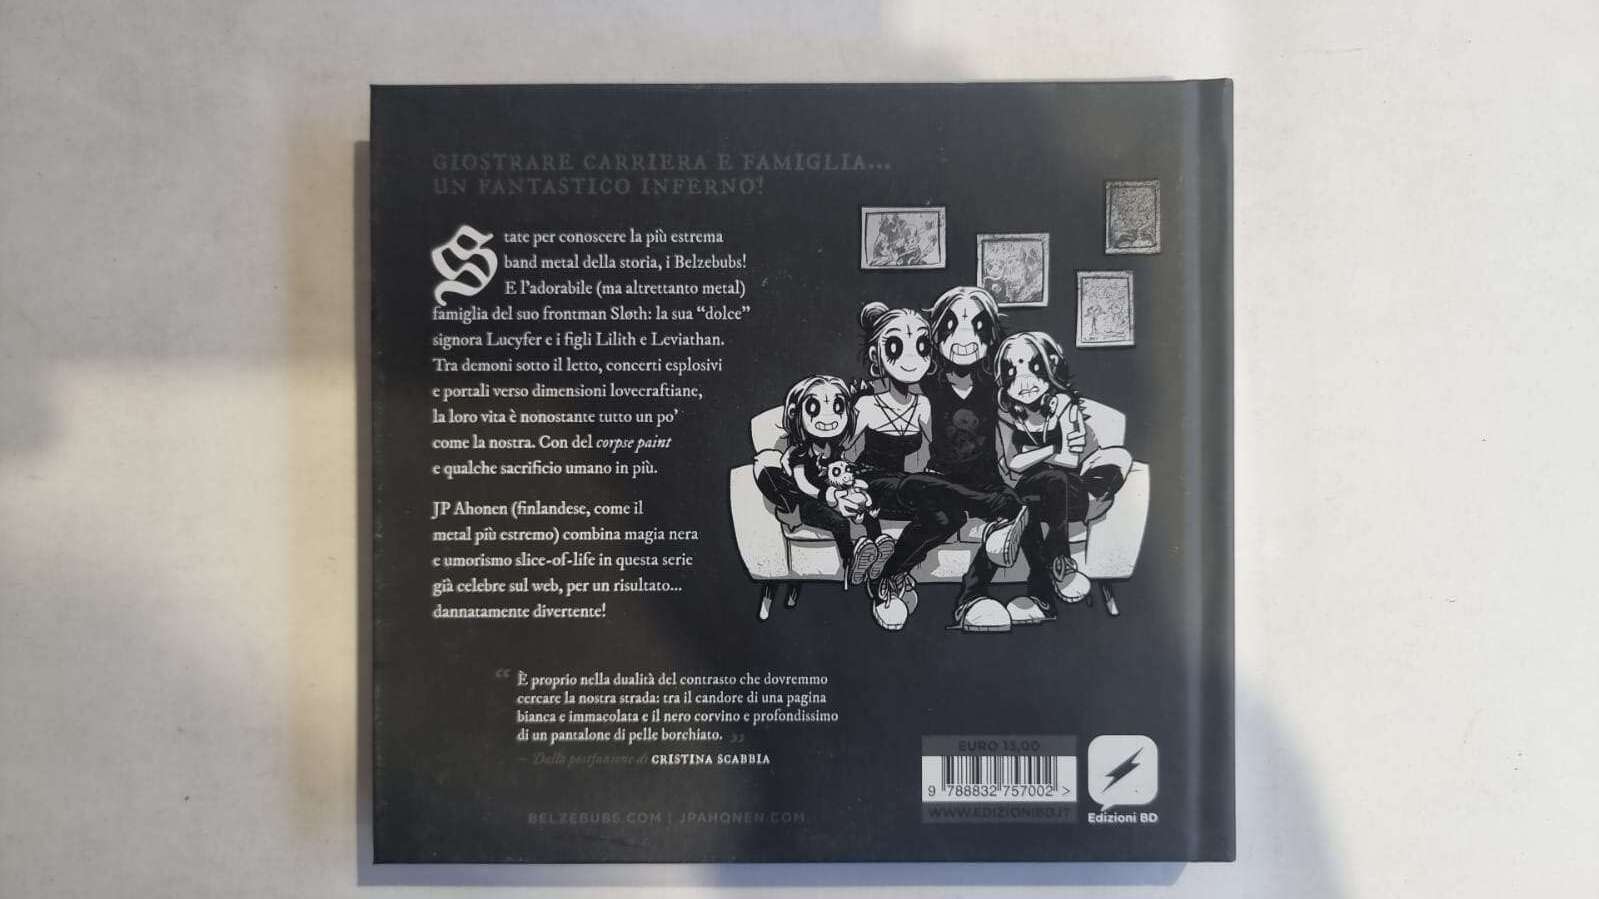 GIOSTRARE CARRIERA E FAMIGLIA...
UN FANTASTICO INFERNO!
State per conoscere la più estrema
band metal della storia, i Belzebubs!
E l'adorabile (ma altrettanto metal)
famiglia del suo frontman Sløth: la sua “dolce”
signora Lucyfer e i figli Lilith e Leviathan.
Tra demoni sotto il letto, concerti esplosivi
e portali verso dimensioni lovecraftiane,
la loro vita è nonostante tutto un po'
come la nostra. Con del corpse paint
e qualche sacrificio umano in più.
JP Ahonen (finlandese, come il
metal più estremo) combina magia nera
e umorismo slice-of-life in questa serie
già celebre sul web, per un risultato...
dannatamente divertente!
“È proprio nella dualità del contrasto che dovremmo
cercare la nostra strada: tra il candore di una pagina
bianca e immacolata e il nero corvino e profondissimo
di un pantalone di pelle borchiato.”
— Dalla postfazione di CRISTINA SCABBIA
BELZEBUBS.COM | JPAHONEN.COM
EURO 15,00
9 788832 757002 >
WWW.EDIZIONIBD.IT
Edizioni BD